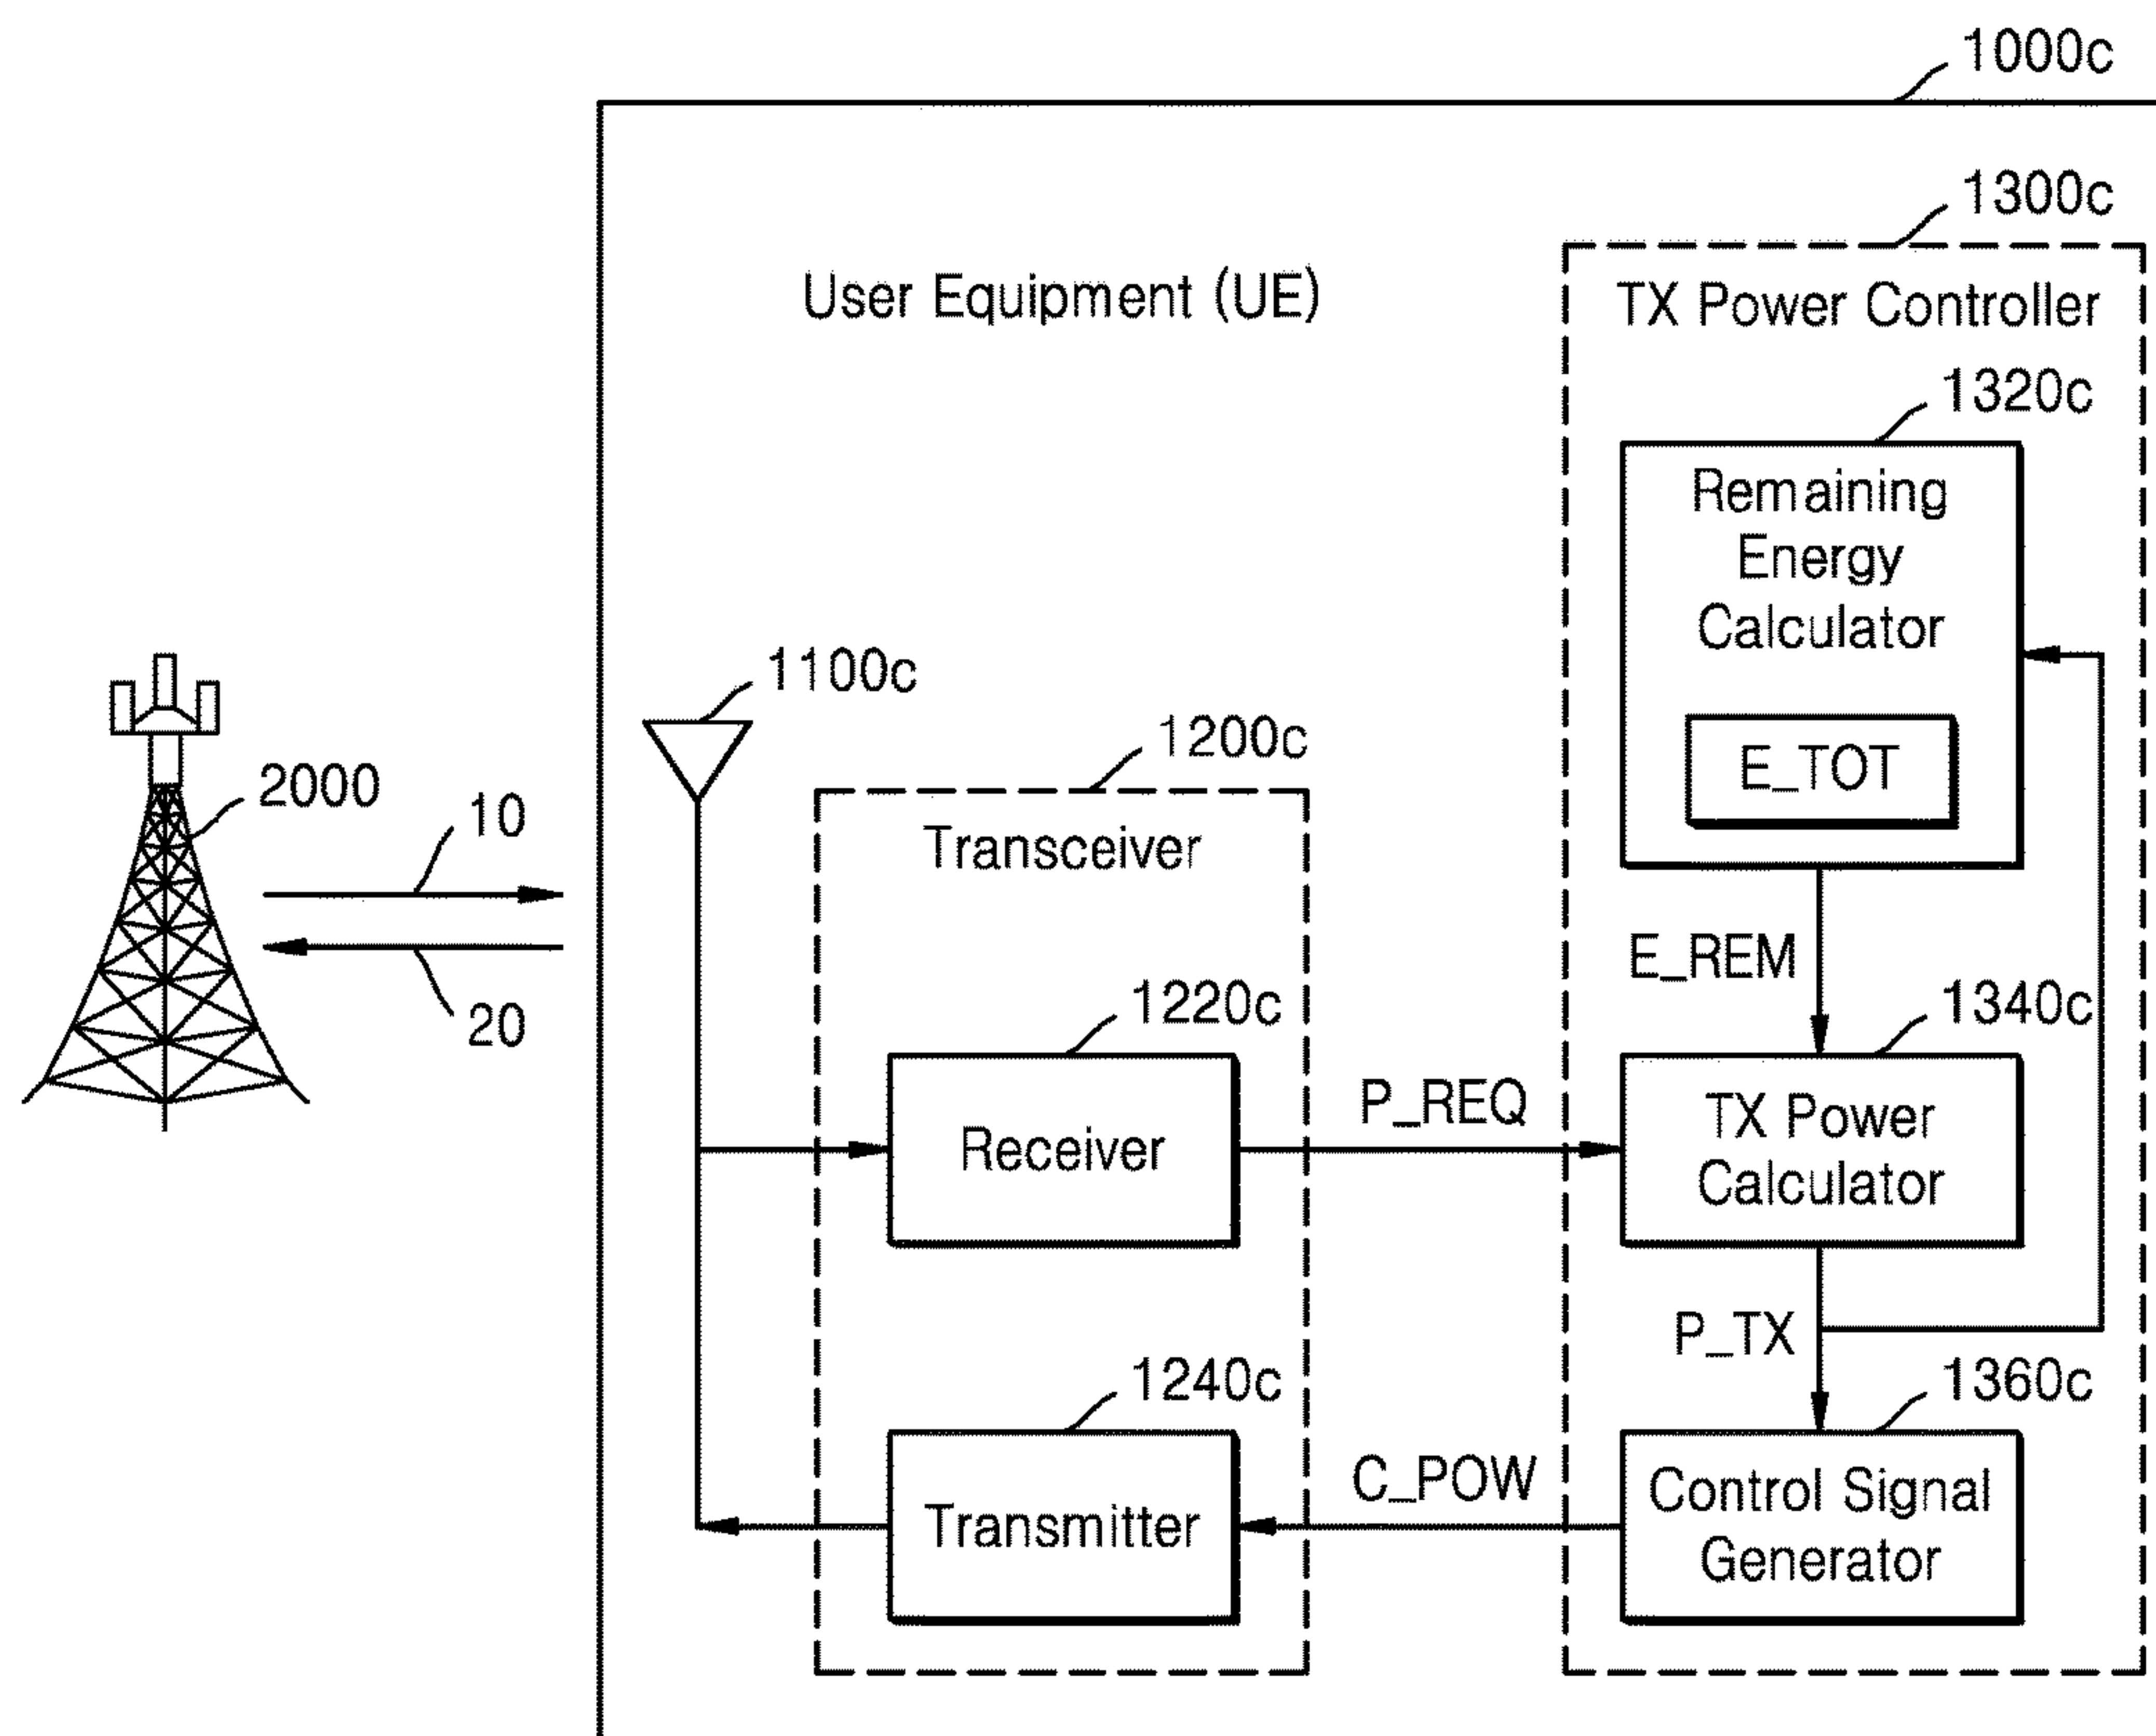 1000c
1300c
User Equipment (UE)
TX Power Controller
1320c
Remaining
Energy
Calculator
E_TOT
1100c
1200c
2000
10
Transceiver
20
E_REM
1220c
1340c
Receiver
P_REQ
TX Power
Calculator
P_TX
1240c
1360c
Transmitter
C_POW
Control Signal
Generator